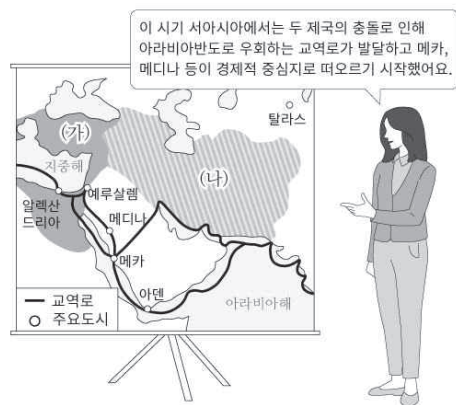 이 시기 서아시아에서는 두 제국의 충돌로 인해
아라비아반도로 우회하는 교역로가 발달하고 메카,
메디나 등이 경제적 중심지로 떠오르기 시작했어요.
(가)
탈라스
지중해
(나)
예루살렘
알렉산
드리아
메디나
메카
아덴
아라비아해
교역로
주요도시